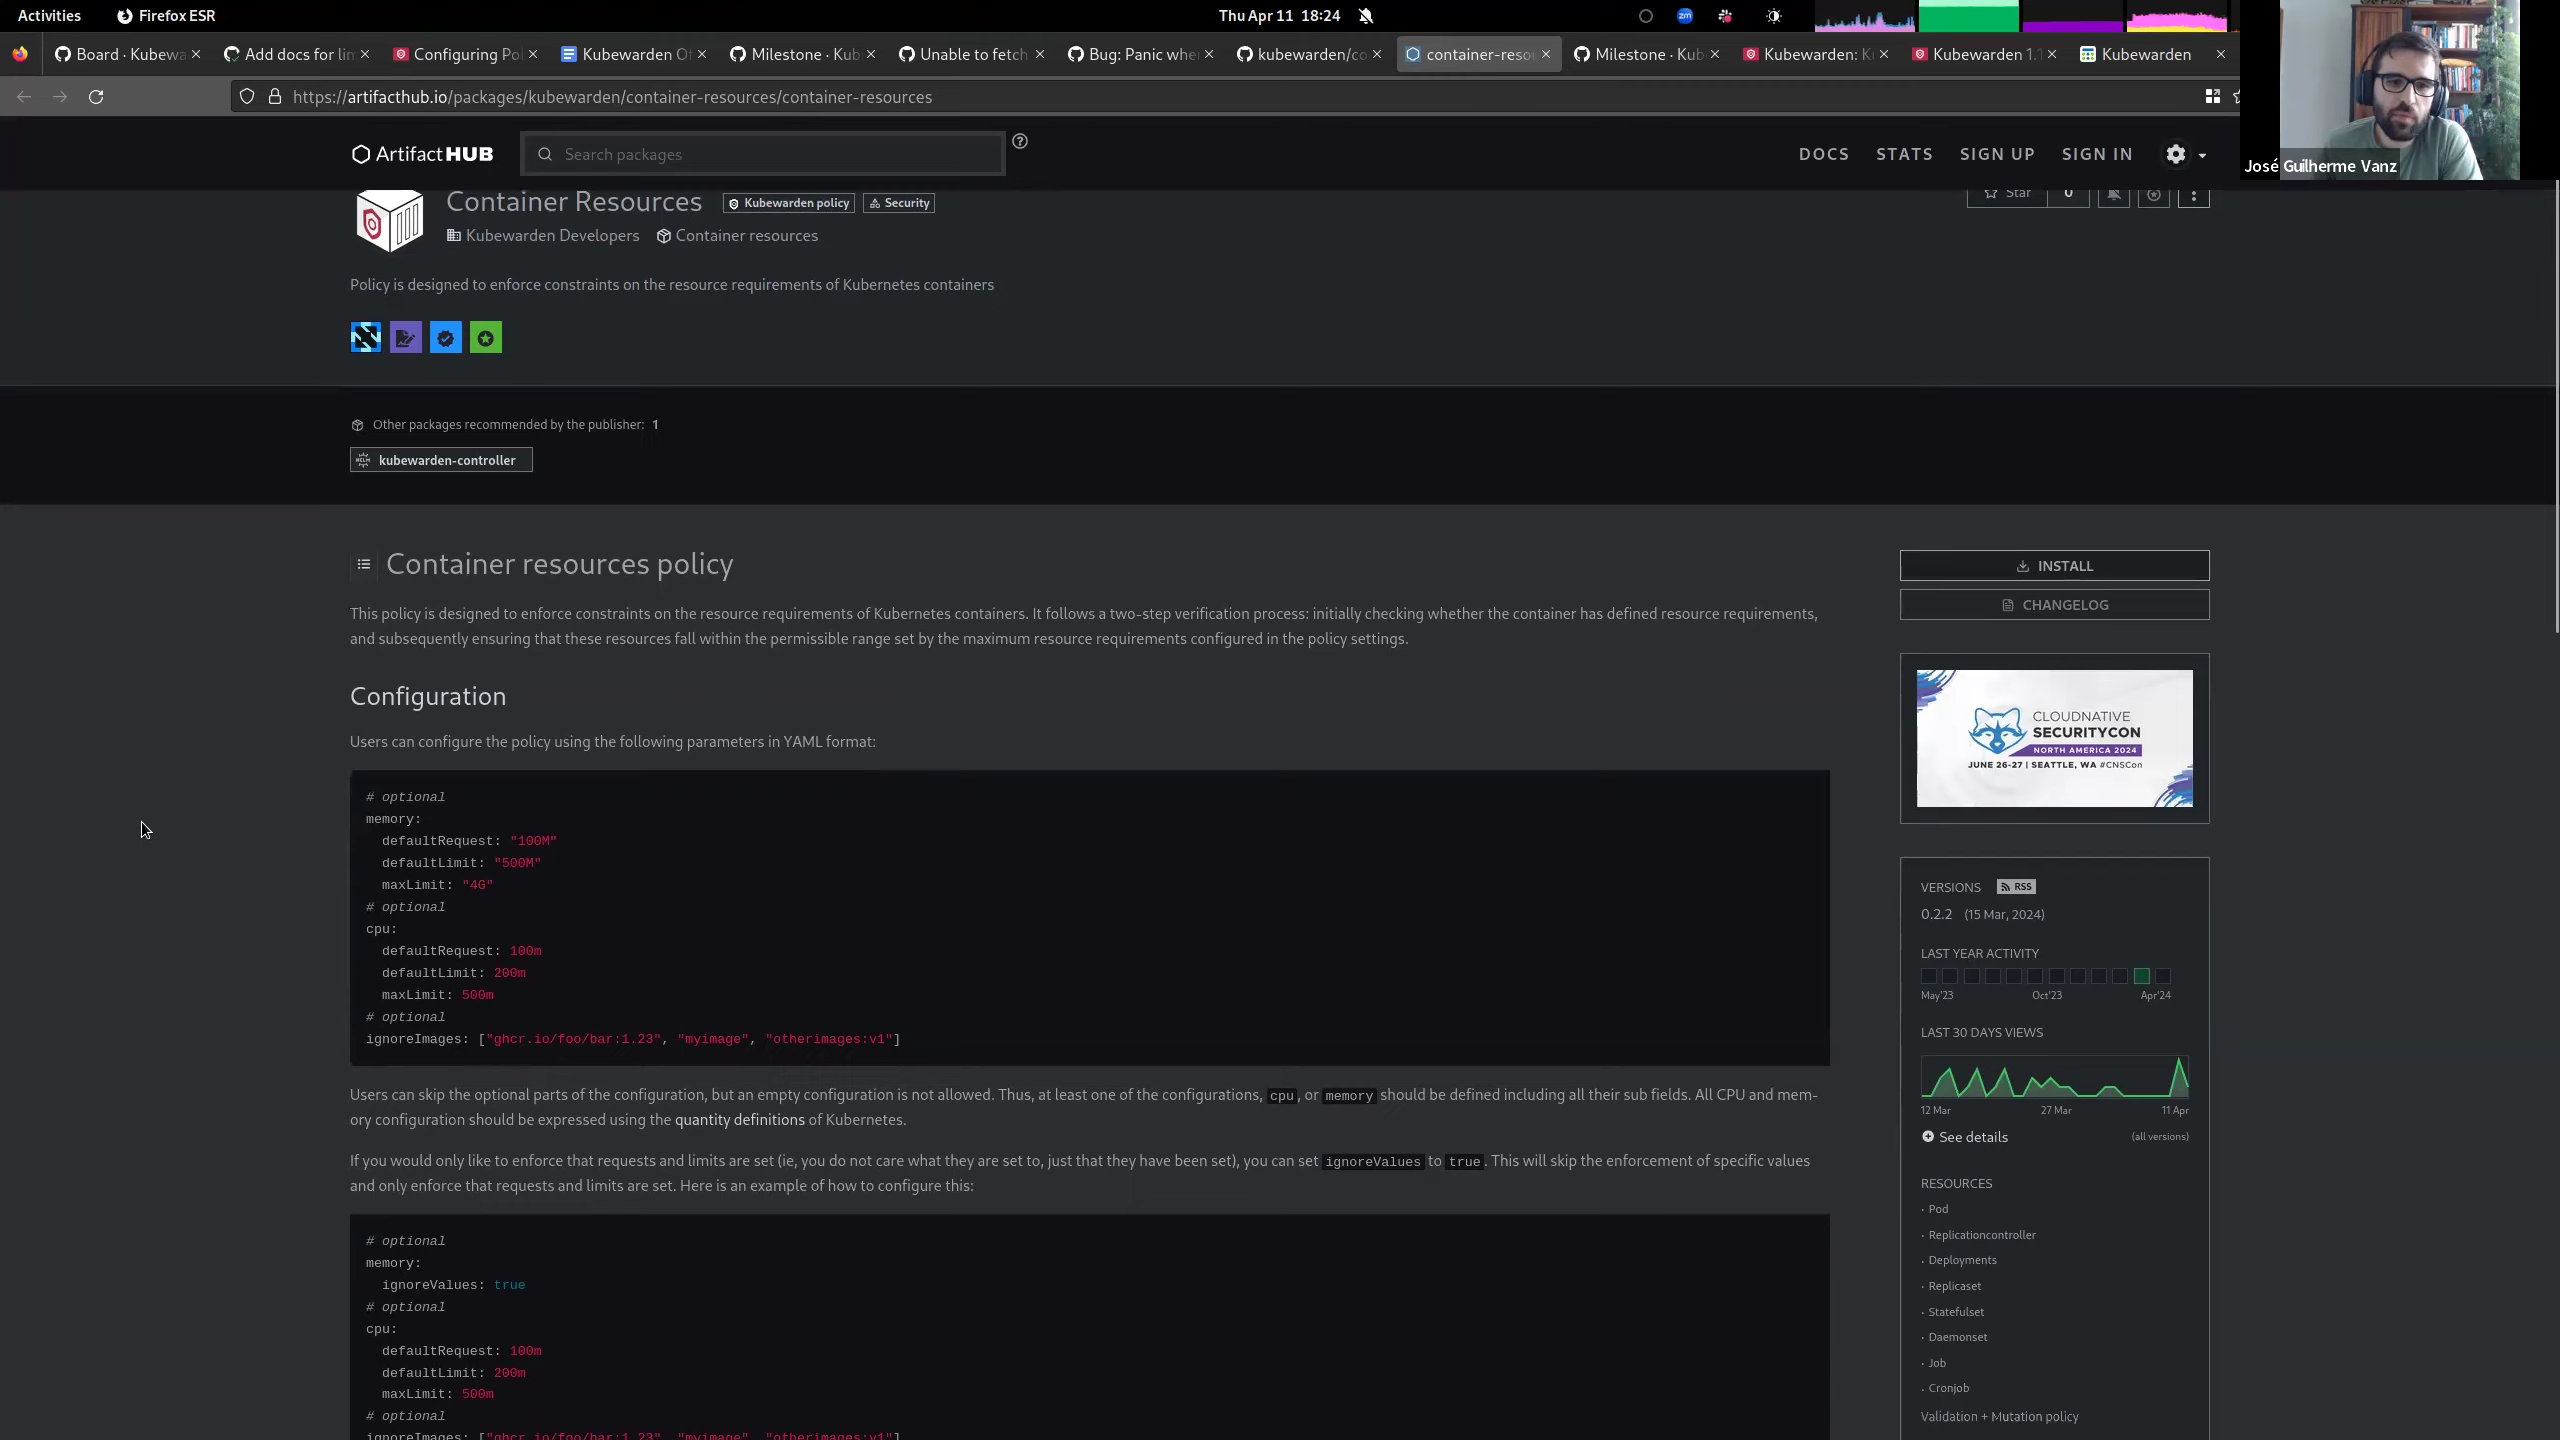 Activities
Firefox ESR
Thu Apr 11 18:24
zm
Board · Kubewa
Add docs for lim
Configuring Pol
Kubewarden Of
Milestone · Kub
Unable to fetch
Bug: Panic whe
kubewarden/co
container-resou
Milestone · Kub
Kubewarden: K
Kubewarden 1.1
Kubewarden
https://artifacthub.io/packages/kubewarden/container-resources/container-resources
José Guilherme Vanz
Artifact HUB
Search packages
DOCS STATS SIGN UP SIGN IN
Container Resources
Kubewarden policy
Security
Star 0
Kubewarden Developers
Container resources
Policy is designed to enforce constraints on the resource requirements of Kubernetes containers
Other packages recommended by the publisher: 1
HELM kubewarden-controller
Container resources policy
This policy is designed to enforce constraints on the resource requirements of Kubernetes containers. It follows a two-step verification process: initially checking whether the container has defined resource requirements,
and subsequently ensuring that these resources fall within the permissible range set by the maximum resource requirements configured in the policy settings.
Configuration
Users can configure the policy using the following parameters in YAML format:
# optional
memory:
defaultRequest: "100M"
defaultLimit: "500M"
maxLimit: "4G"
# optional
cpu:
defaultRequest: 100m
defaultLimit: 200m
maxLimit: 500m
# optional
ignoreImages: ["ghcr.io/foo/bar:1.23", "myimage", "otherimages:v1"]
Users can skip the optional parts of the configuration, but an empty configuration is not allowed. Thus, at least one of the configurations, cpu, or memory should be defined including all their sub fields. All CPU and mem-
ory configuration should be expressed using the quantity definitions of Kubernetes.
If you would only like to enforce that requests and limits are set (ie, you do not care what they are set to, just that they have been set), you can set ignoreValues to true. This will skip the enforcement of specific values
and only enforce that requests and limits are set. Here is an example of how to configure this:
# optional
memory:
ignoreValues: true
# optional
cpu:
defaultRequest: 100m
defaultLimit: 200m
maxLimit: 500m
# optional
ignoreImages: ["ghcr.io/foo/bar:1.23", "myimage", "otherimages:v1"]
INSTALL
CHANGELOG
CLOUDNATIVE
SECURITYCON
NORTH AMERICA 2024
JUNE 26-27 | SEATTLE, WA #CNSCon
VERSIONS RSS
0.2.2 (15 Mar, 2024)
LAST YEAR ACTIVITY
May'23 Oct'23 Apr'24
LAST 30 DAYS VIEWS
12 Mar 27 Mar 11 Apr
See details (all versions)
RESOURCES
· Pod
· Replicationcontroller
· Deployments
· Replicaset
· Statefulset
· Daemonset
· Job
· Cronjob
Validation + Mutation policy